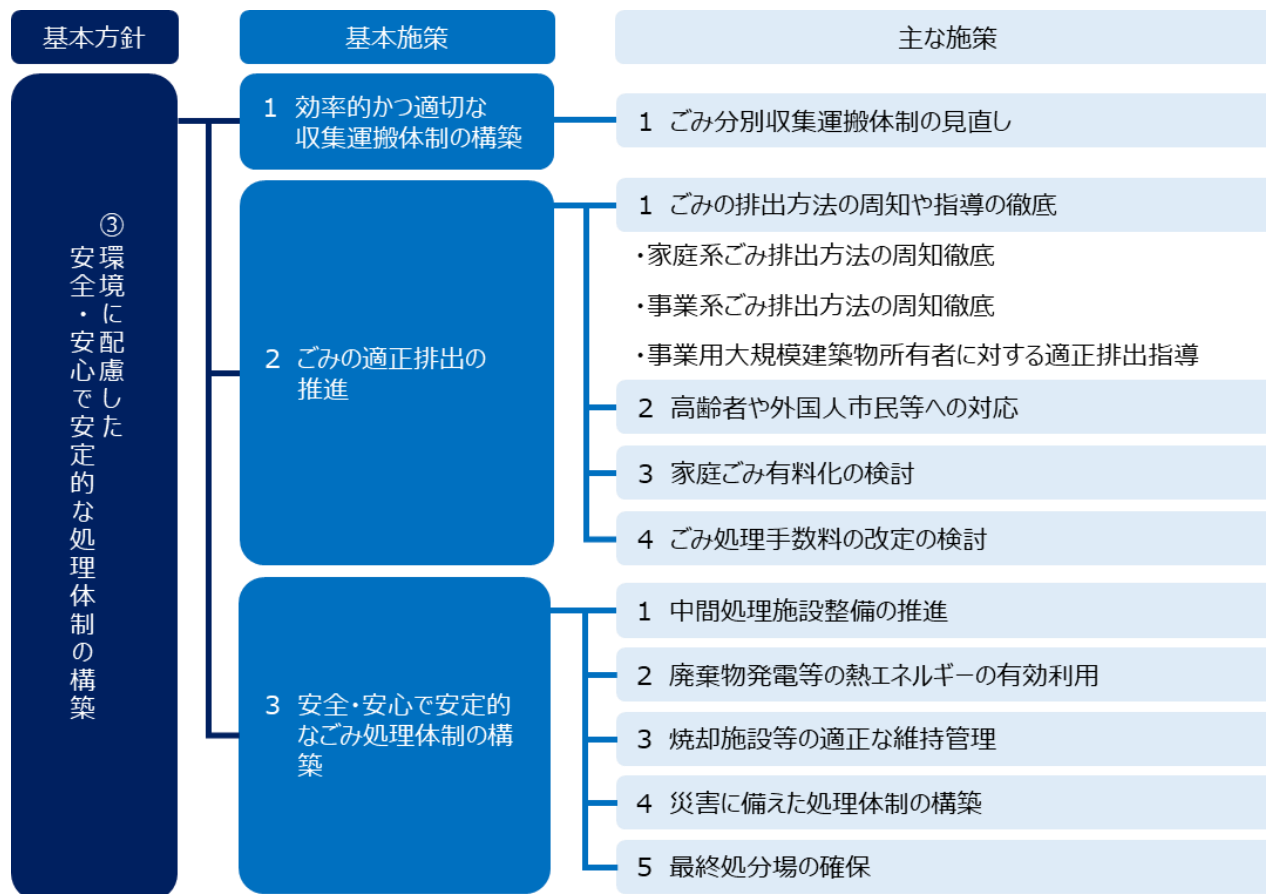 基本方針
基本施策
主な施策
③環境に配慮した
安全・安心で安定的な処理体制の構築
1 効率的かつ適切な
収集運搬体制の構築
1 ごみ分別収集運搬体制の見直し
2 ごみの適正排出の
推進
1 ごみの排出方法の周知や指導の徹底
・家庭系ごみ排出方法の周知徹底
・事業系ごみ排出方法の周知徹底
・事業用大規模建築物所有者に対する適正排出指導
2 高齢者や外国人市民等への対応
3 家庭ごみ有料化の検討
4 ごみ処理手数料の改定の検討
3 安全・安心で安定的
なごみ処理体制の構
築
1 中間処理施設整備の推進
2 廃棄物発電等の熱エネルギーの有効利用
3 焼却施設等の適正な維持管理
4 災害に備えた処理体制の構築
5 最終処分場の確保